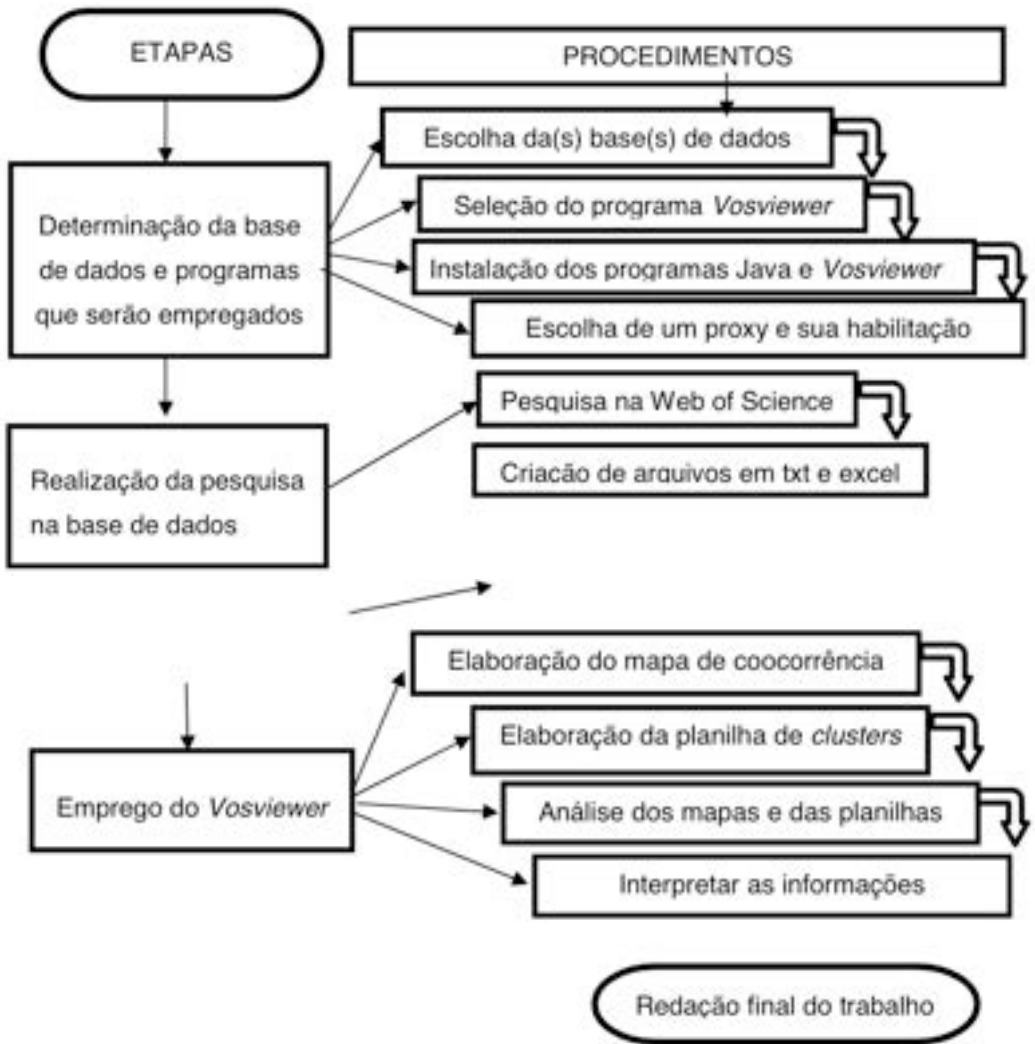 ETAPAS
PROCEDIMENTOS
Escolha da(s) base(s) de dados
Seleção do programa Vosviewer
Determinação da base
de dados e programas
que serão empregados
Instalação dos programas Java e Vosviewer
Escolha de um proxy e sua habilitação
Pesquisa na Web of Science
Realização da pesquisa
na base de dados
Criacão de arquivos em txt e excel
Elaboração do mapa de coocorrência
Elaboração da planilha de clusters
Emprego do Vosviewer
Análise dos mapas e das planilhas
Interpretar as informações
Redação final do trabalho